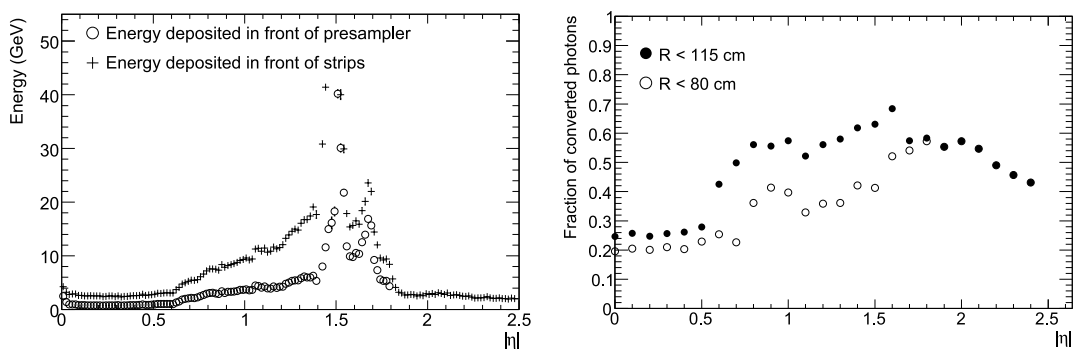 Energy (GeV)
50
40
30
20
10
0
Energy deposited in front of presampler
Energy deposited in front of strips
0 0.5 1 1.5 2 2.5
|η|
Fraction of converted photons
1
0.9
0.8
0.7
0.6
0.5
0.4
0.3
0.2
0.1
0
R < 115 cm
R < 80 cm
0 0.5 1 1.5 2 2.5
|η|